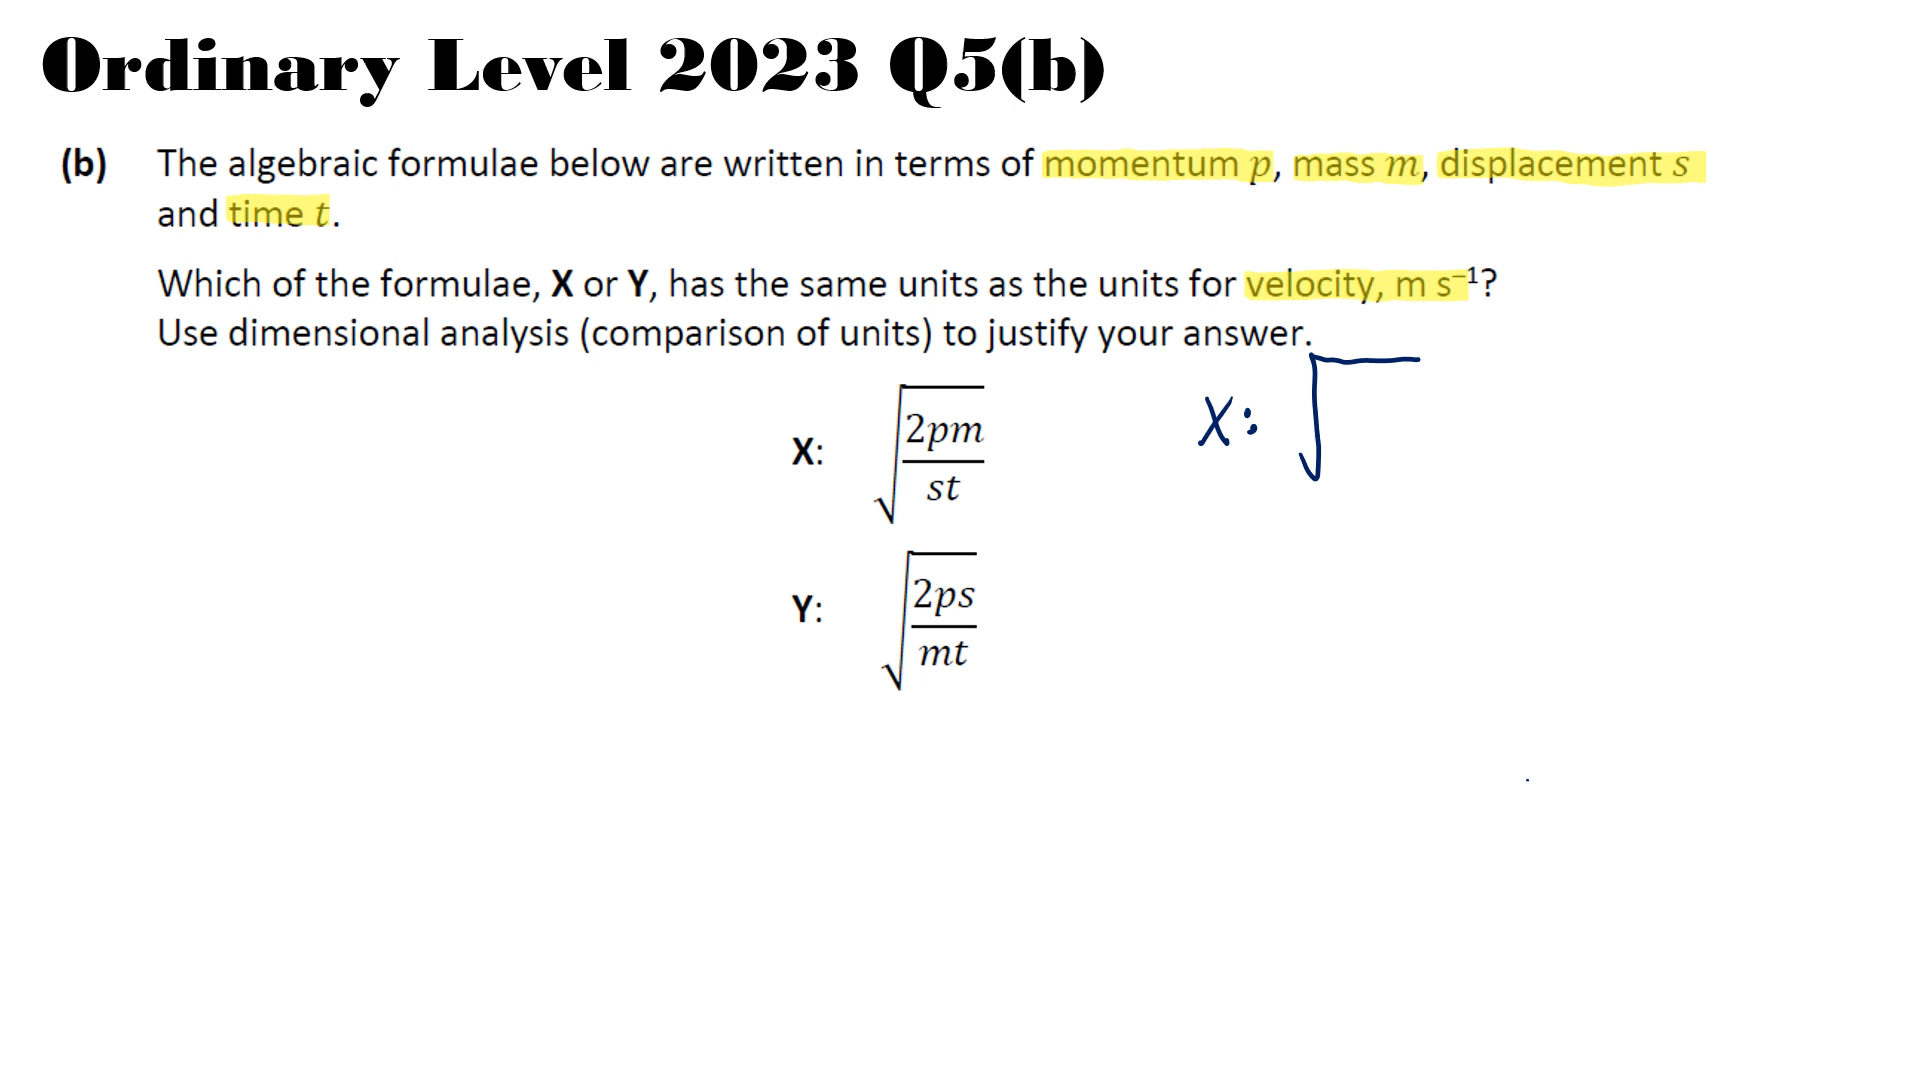 Ordinary Level 2023 Q5(b)
(b) The algebraic formulae below are written in terms of momentum p, mass m, displacement s
and time t.
Which of the formulae, X or Y, has the same units as the units for velocity, m s⁻¹?
Use dimensional analysis (comparison of units) to justify your answer.
X: √(2pm/st)
X: √
Y: √(2ps/mt)